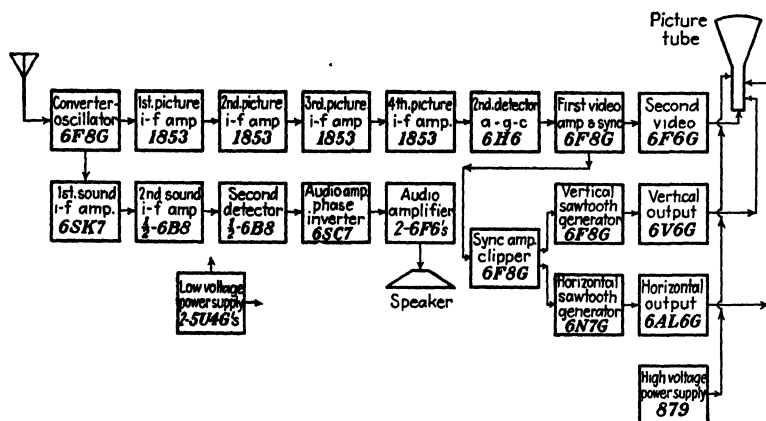 Picture
tube
Converter-
oscillator
6F8G
1st. picture
i-f amp
1853
2nd. picture
i-f amp
1853
3rd. picture
i-f amp
1853
4th. picture
i-f amp.
1853
2nd. detector
a-g-c
6H6
First video
amp & sync
6F8G
Second
video
6F6G
1st. sound
i-f amp.
6SK7
2nd sound
i-f amp
½-6B8
Second
detector
½-6B8
Audio amp.
phase
inverter
6SC7
Audio
amplifier
2-6F6's
Speaker
Sync amp.
clipper
6F8G
Vertical
sawtooth
generator
6F8G
Vertical
output
6V6G
Low voltage
power supply
2-5U4G's
Horizontal
sawtooth
generator
6N7G
Horizontal
output
6AL6G
High voltage
power supply
879